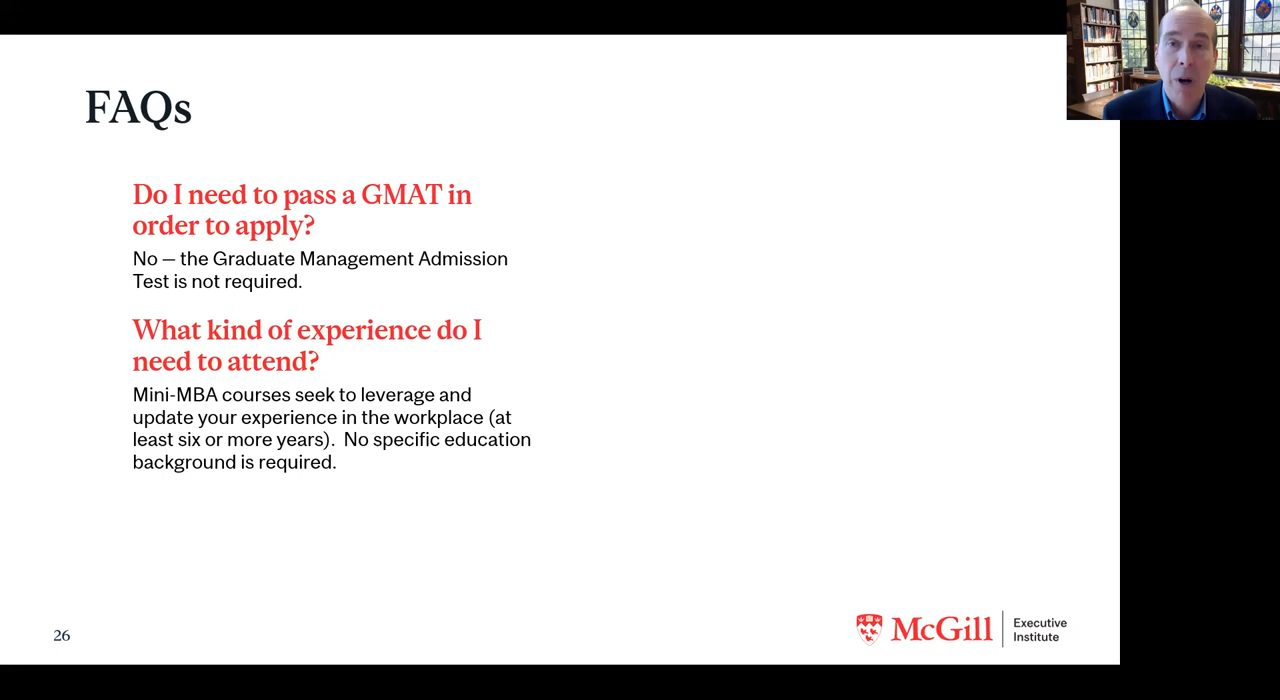 FAQs
Do I need to pass a GMAT in
order to apply?
No — the Graduate Management Admission
Test is not required.
What kind of experience do I
need to attend?
Mini-MBA courses seek to leverage and
update your experience in the workplace (at
least six or more years).  No specific education
background is required.
26
McGill
Executive
Institute